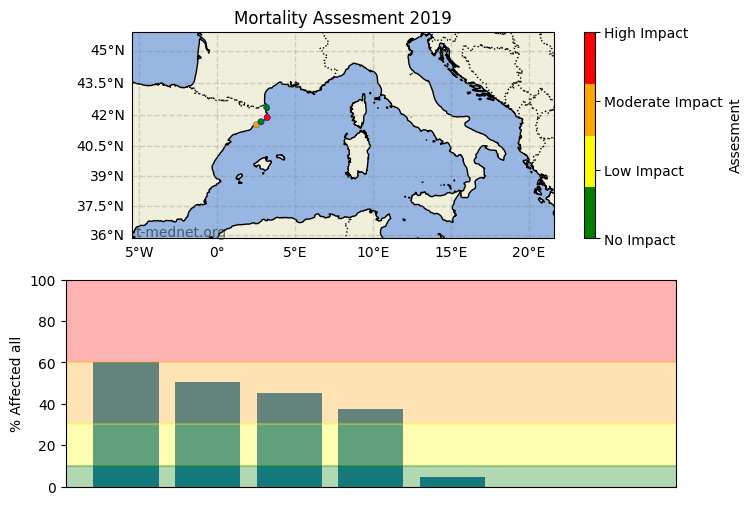 Mortality Assesment 2019
45°N
43.5°N
42°N
40.5°N
39°N
37.5°N
36°N
5°W
0°
5°E
10°E
15°E
20°E
t-mednet.org
High Impact
Moderate Impact
Low Impact
No Impact
Assesment
% Affected all
100
80
60
40
20
0